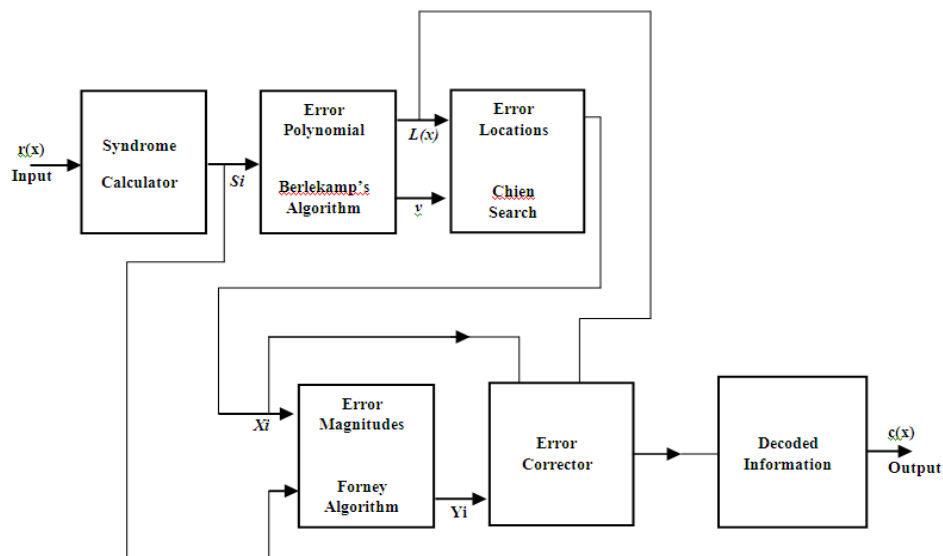 r(x)
Input
Syndrome
Calculator
Si
Error
Polynomial
Berlekamp's
Algorithm
L(x)
v
Error
Locations
Chien
Search
Xi
Error
Magnitudes
Forney
Algorithm
Yi
Error
Corrector
Decoded
Information
c(x)
Output